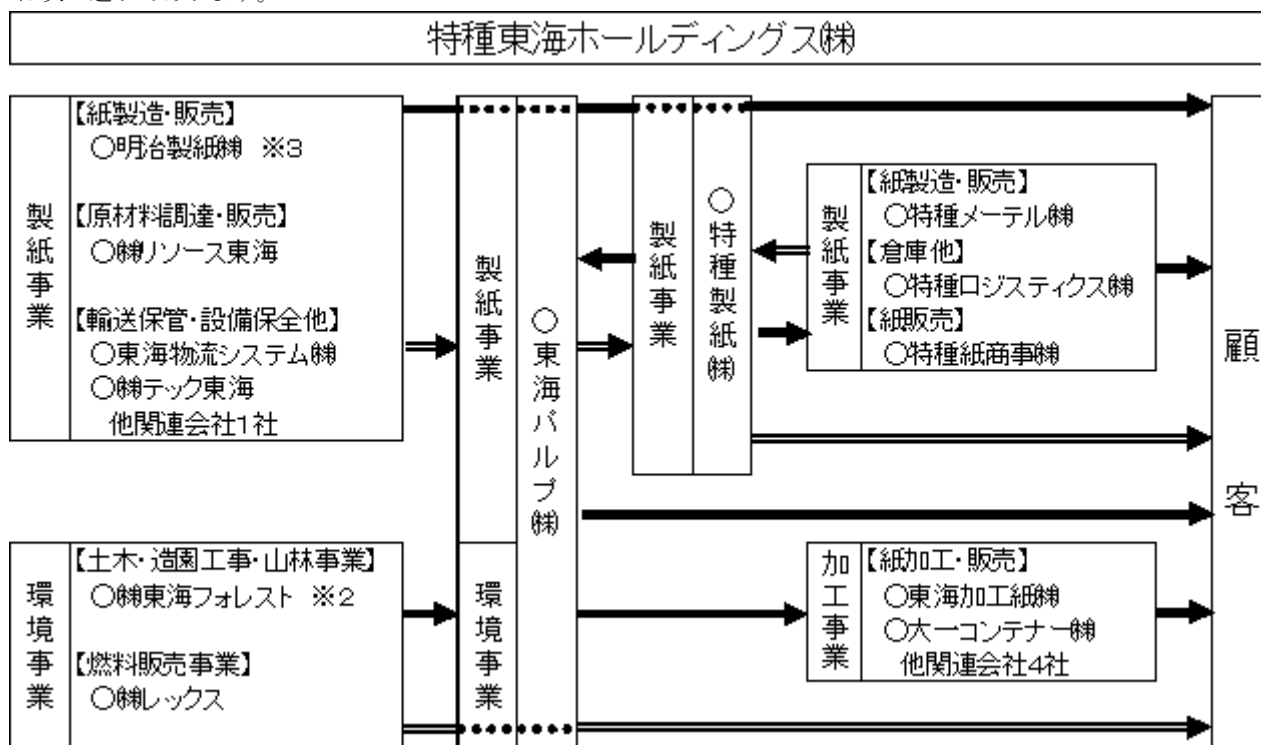 特種東海ホールディングス㈱
製紙事業
【紙製造・販売】
○明治製紙㈱ ※3
【原材料調達・販売】
○㈱リソース東海
【輸送保管・設備保全他】
○東海物流システム㈱
○㈱テック東海
他関連会社1社
環境事業
【土木・造園工事・山林事業】
○㈱東海フォレスト ※2
【燃料販売事業】
○㈱レックス
製紙事業
環境事業
○東海パルプ㈱
製紙事業
○特種製紙㈱
製紙事業
【紙製造・販売】
○特種メーテル㈱
【倉庫他】
○特種ロジスティクス㈱
【紙販売】
○特種紙商事㈱
加工事業
【紙加工・販売】
○東海加工紙㈱
○大一コンテナー㈱
他関連会社4社
顧客